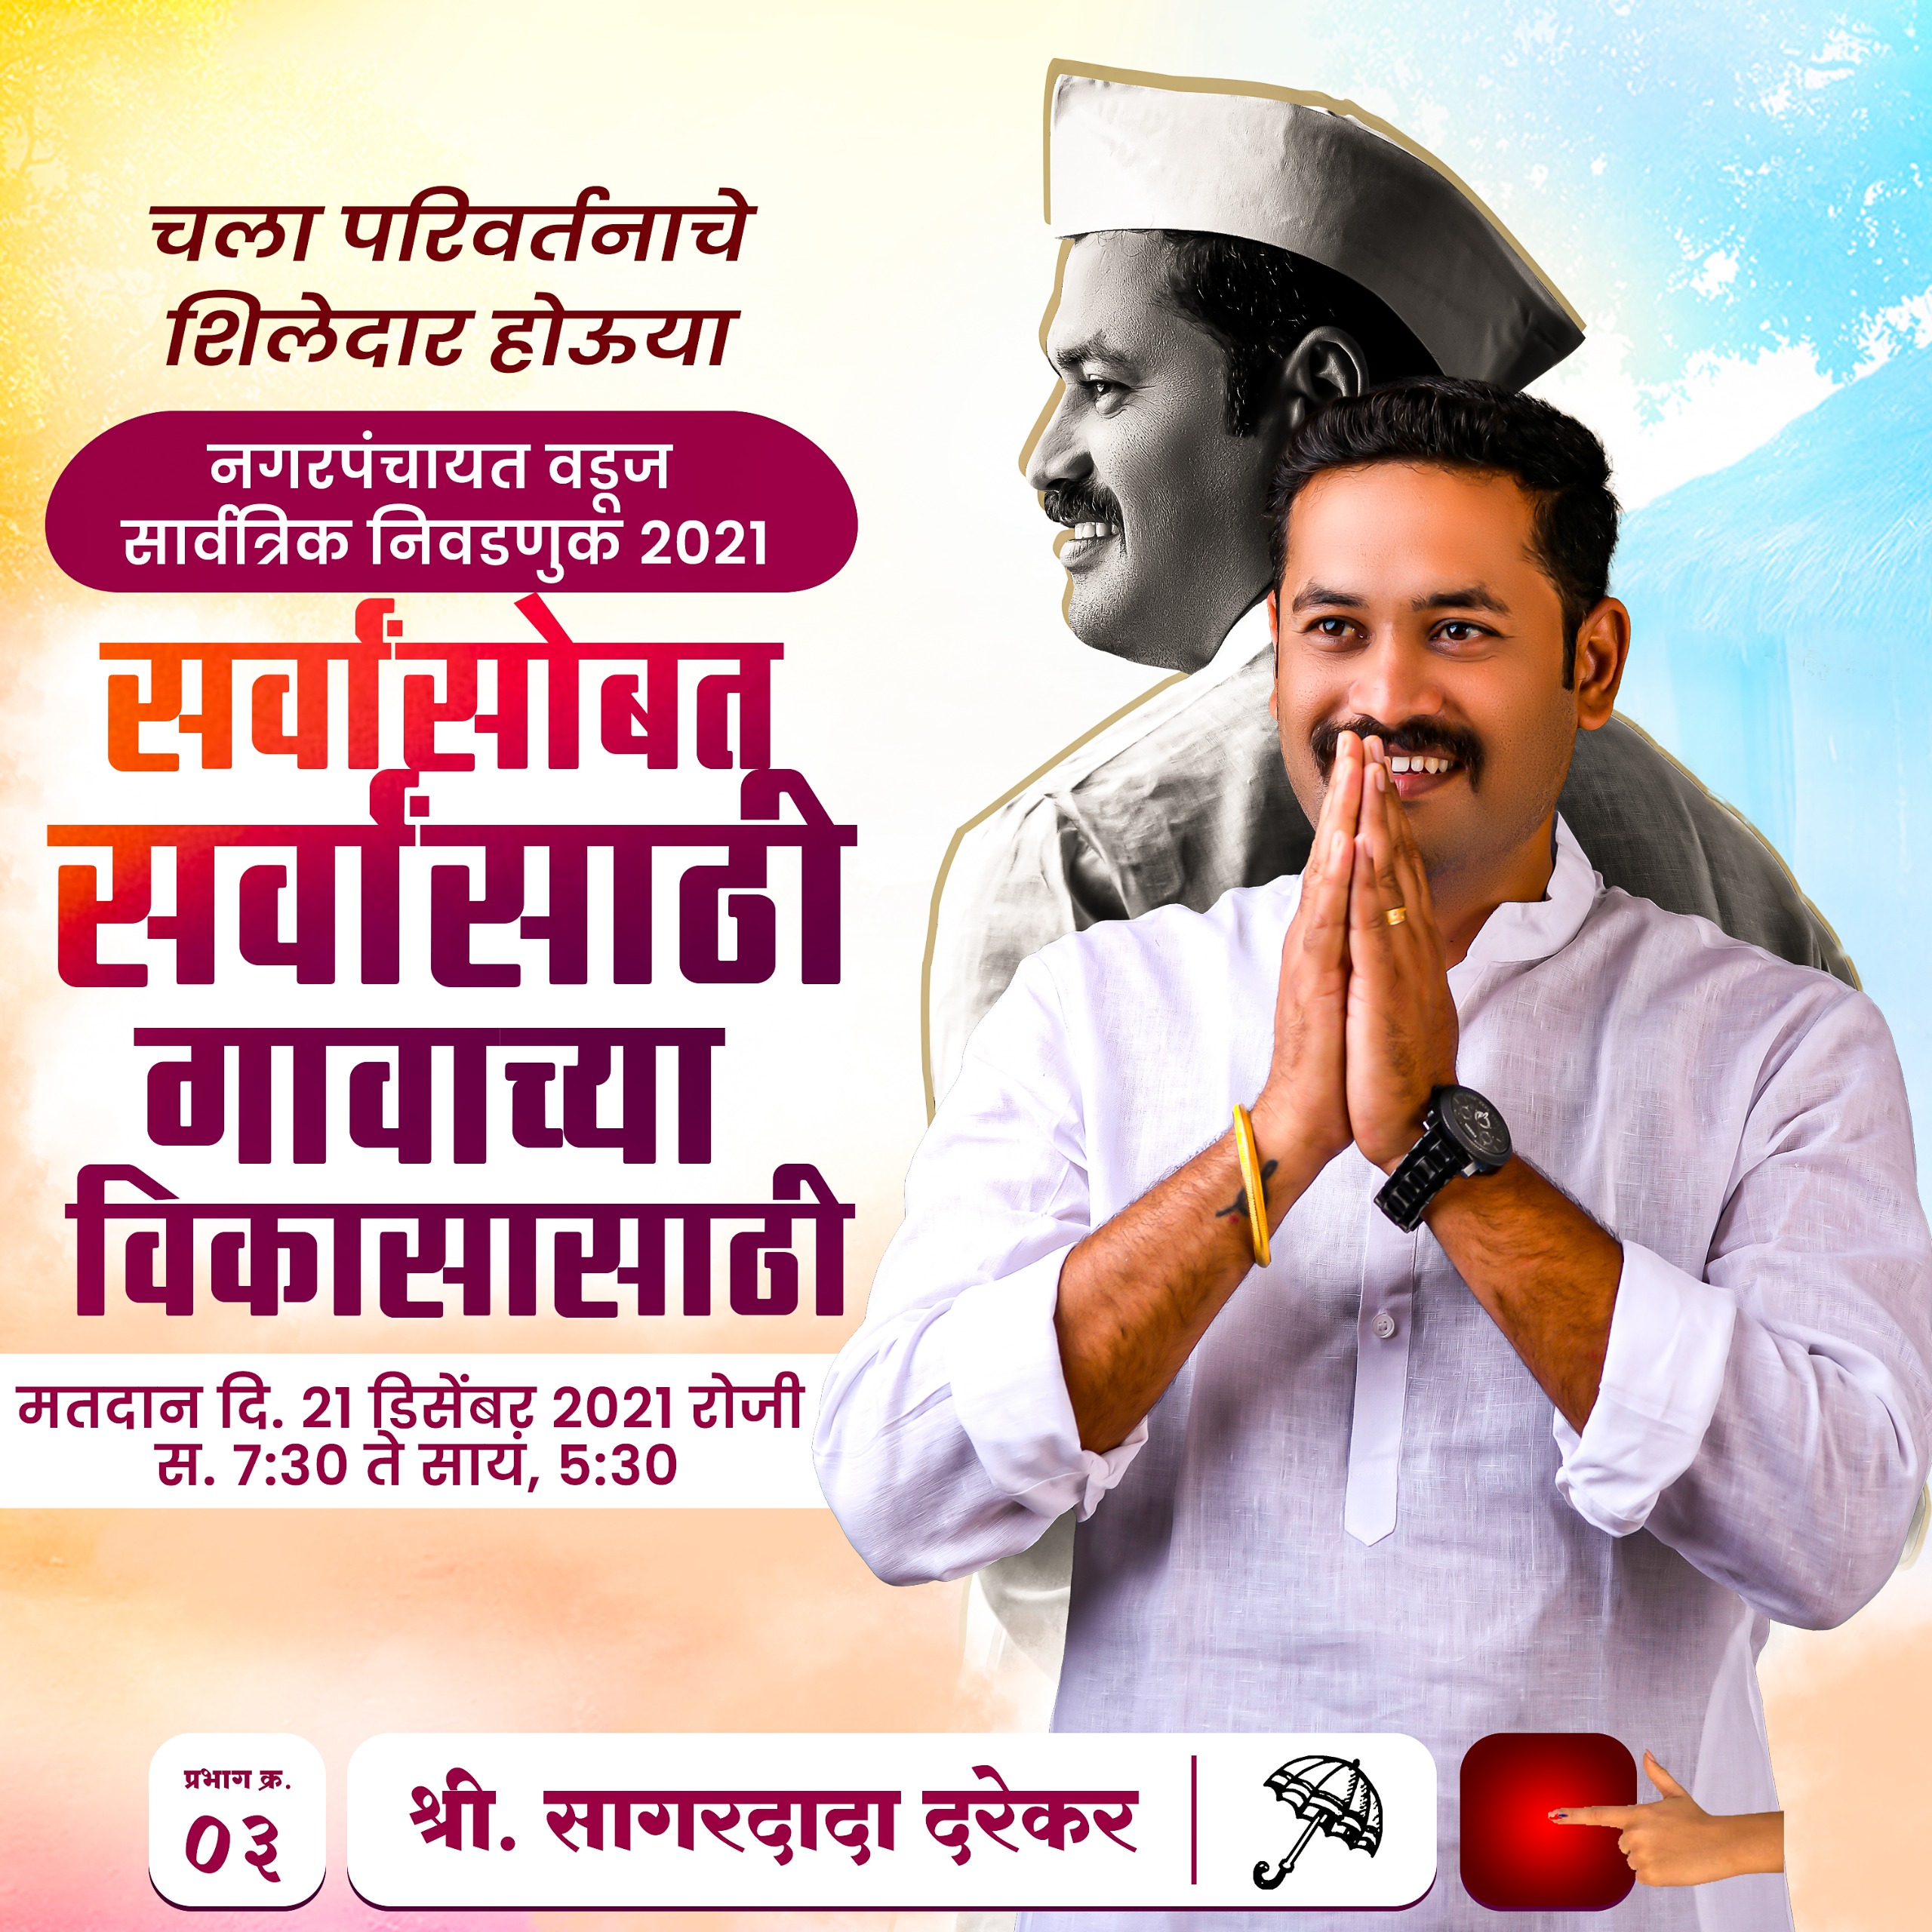 चला परिवर्तनाचे
शिलेदार होऊया
नगरपंचायत वडूज
सार्वत्रिक निवडणुक 2021
सर्वांसोबत
सर्वांसाठी
गावाच्या
विकासासाठी
मतदान दि. 21 डिसेंबर 2021 रोजी
स. 7:30 ते सायं, 5:30
प्रभाग क्र.
०३
श्री. सागरदादा दरेकर